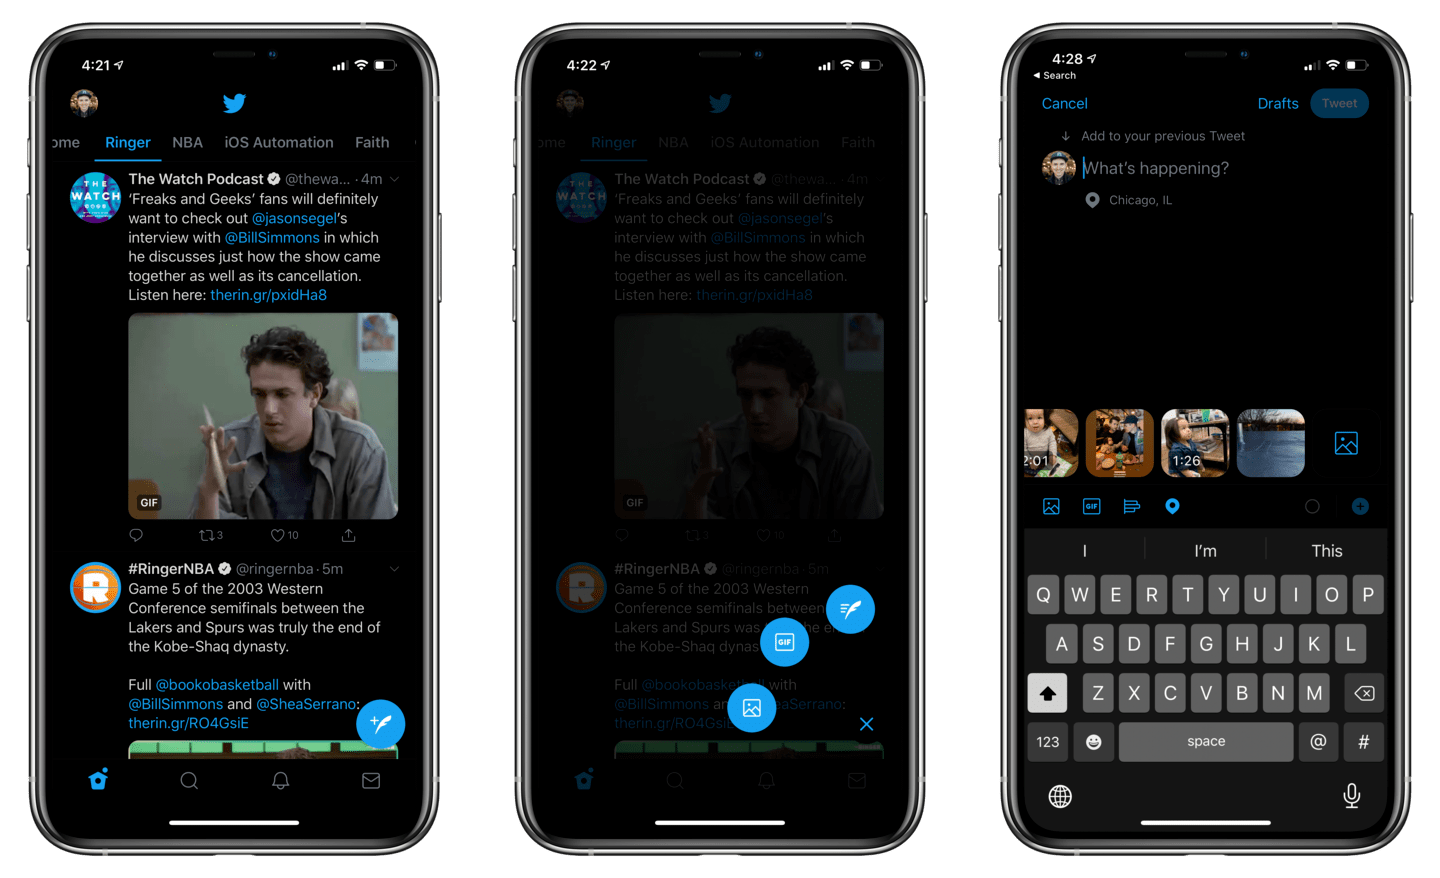 4:21
ome Ringer NBA iOS Automation Faith
THE
WATCH
The Watch Podcast @thewa... · 4m
‘Freaks and Geeks’ fans will definitely
want to check out @jasonsegel’s
interview with @BillSimmons in which
he discusses just how the show came
together as well as its cancellation.
Listen here: therin.gr/pxidHa8
GIF
3 10
#RingerNBA @ringernba · 5m
R
Game 5 of the 2003 Western
Conference semifinals between the
Lakers and Spurs was truly the end of
the Kobe-Shaq dynasty.
Full @bookobasketball with
@BillSimmons and @SheaSerrano:
therin.gr/RO4GsiE
4:22
ome Ringer NBA iOS Automation Faith
THE
WATCH
The Watch Podcast @thewa... · 4m
‘Freaks and Geeks’ fans will definitely
want to check out @jasonsegel’s
interview with @BillSimmons in which
he discusses just how the show came
together as well as its cancellation.
Listen here: therin.gr/pxidHa8
GIF
3 10
#RingerNBA @ringernba · 5m
R
Game 5 of the 2003 Western
Conference semifinals between
Lakers and Spurs was the e
the Kobe-Shaq dynas
GIF
Full @bookobasket with
@BillSimmons and eaSerrano:
therin.gr/RO4GsiE
4:28
Search
Cancel Drafts Tweet
Add to your previous Tweet
What’s happening?
Chicago, IL
2:01 1:26
GIF
I I’m This
Q W E R T Y U I O P
A S D F G H J K L
Z X C V B N M
123 space @ #